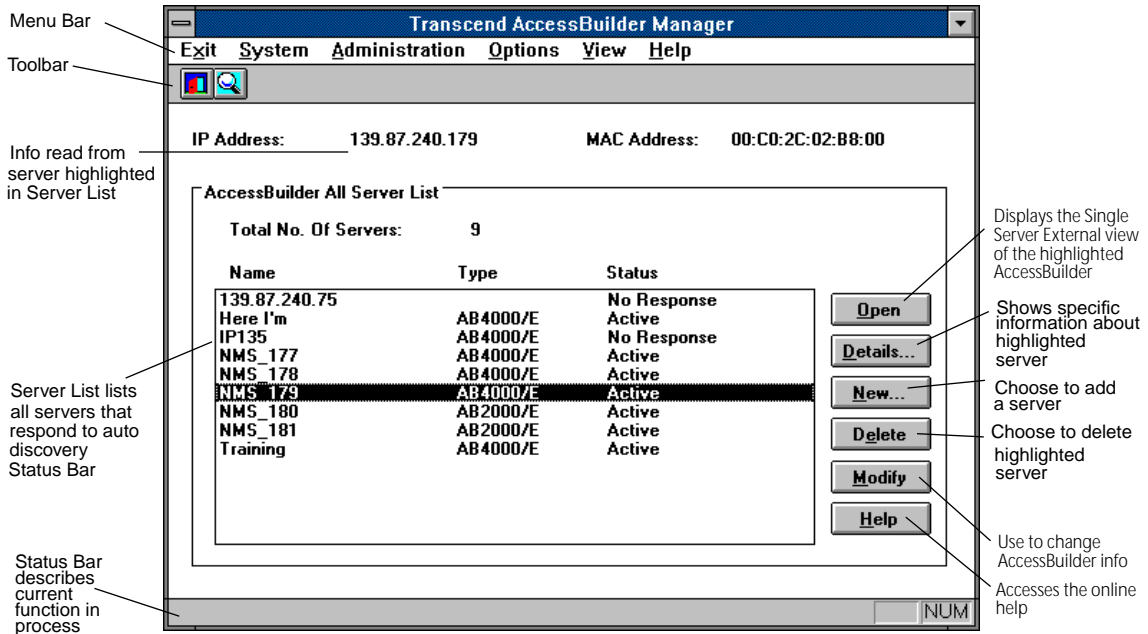 Menu Bar
Transcend AccessBuilder Manager
Exit System Administration Options View Help
Toolbar
IP Address: 139.87.240.179 MAC Address: 00:C0:2C:02:B8:00
Info read from
server highlighted
in Server List
AccessBuilder All Server List
Total No. Of Servers: 9
Name Type Status
139.87.240.75 No Response
Here I'm AB4000/E Active
IP135 AB4000/E No Response
NMS_177 AB4000/E Active
NMS_178 AB4000/E Active
NMS_179 AB4000/E Active
NMS_180 AB2000/E Active
NMS_181 AB2000/E Active
Training AB4000/E Active
Server List lists
all servers that
respond to auto
discovery
Status Bar
Open
Details...
New...
Delete
Modify
Help
Displays the Single
Server External view
of the highlighted
AccessBuilder
Shows specific
information about
highlighted
server
Choose to add
a server
Choose to delete
highlighted
server
Use to change
AccessBuilder info
Accesses the online
help
Status Bar
describes
current
function in
process
NUM